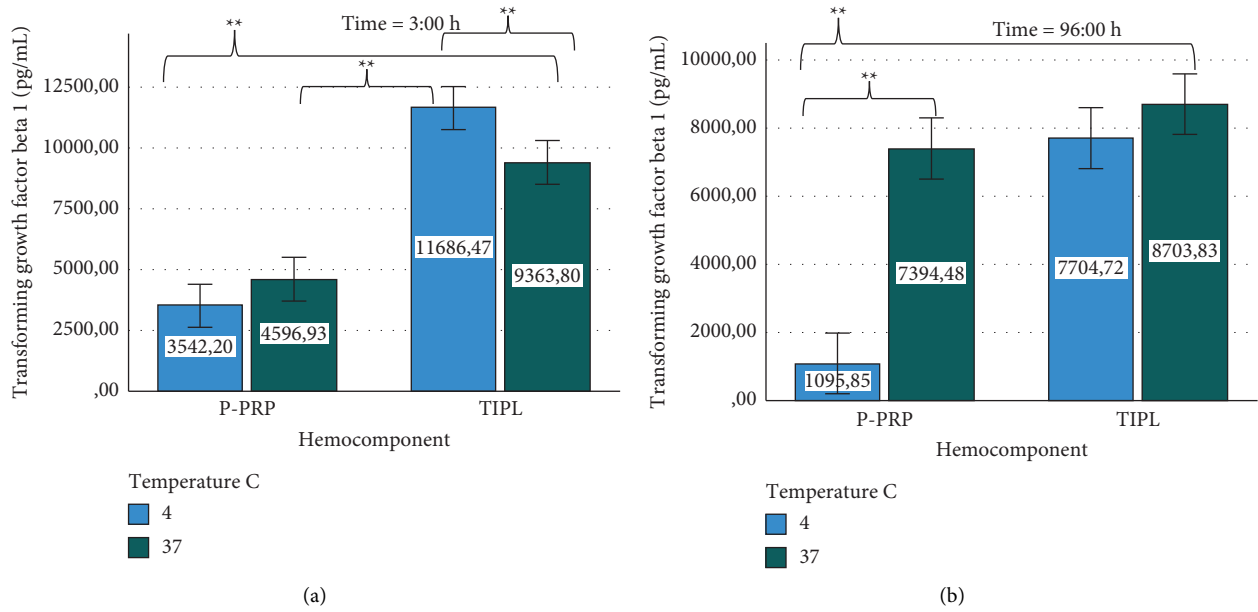 Time = 3:00 h
**
**
**
Transforming growth factor beta 1 (pg/mL)
12500,00
10000,00
7500,00
5000,00
2500,00
,00
3542,20
4596,93
11686,47
9363,80
P-PRP
TIPL
Hemocomponent
Temperature C
4
37
(a)
Time = 96:00 h
**
**
Transforming growth factor beta 1 (pg/mL)
10000,00
8000,00
6000,00
4000,00
2000,00
,00
1095,85
7394,48
7704,72
8703,83
P-PRP
TIPL
Hemocomponent
Temperature C
4
37
(b)